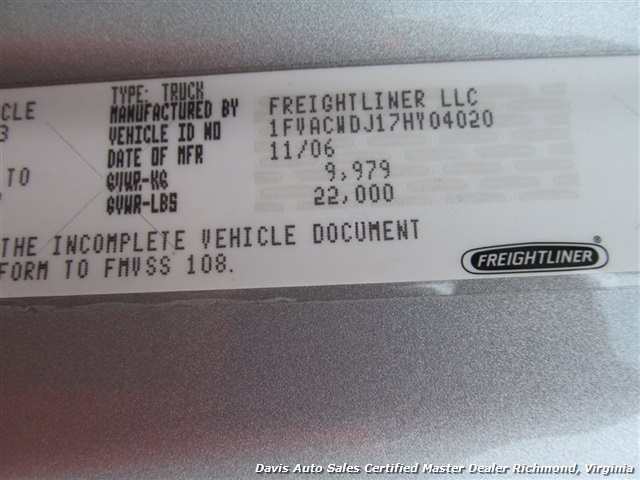 CLE
3
TO
TYPE: TRUCK
MANUFACTURED BY FREIGHTLINER LLC
VEHICLE ID NO 1FVACWDJ17HY04020
DATE OF MFR 11/06
GVWR-KG 9,979
GVWR-LBS 22,000
THE INCOMPLETE VEHICLE DOCUMENT
FORM TO FMVSS 108.
FREIGHTLINER®
Davis Auto Sales Certified Master Dealer Richmond, Virginia